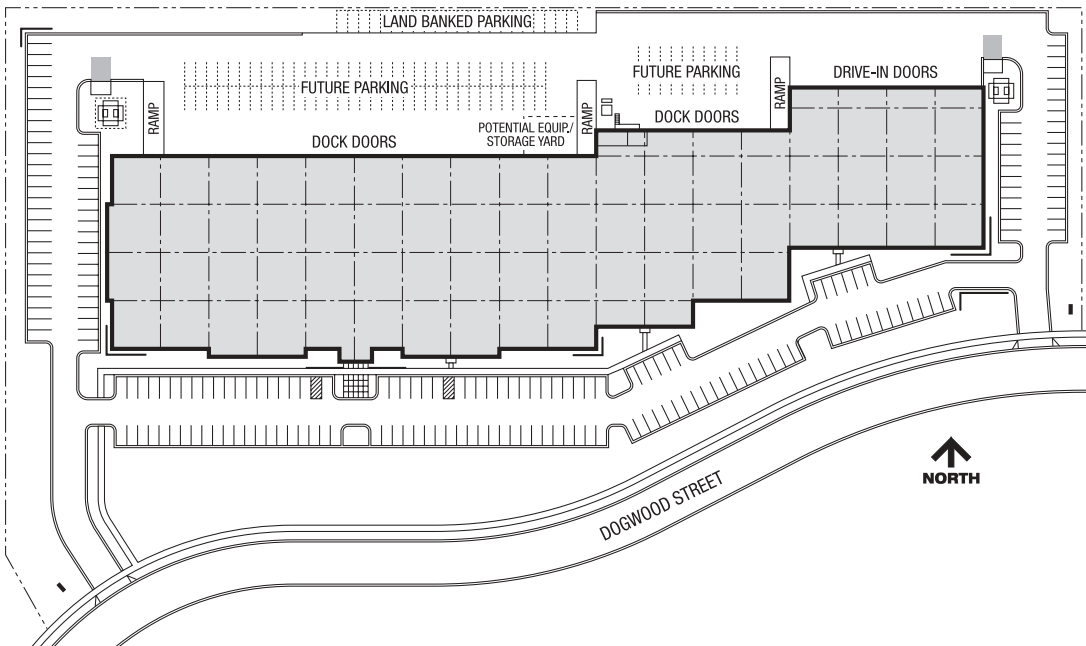 LAND BANKED PARKING
FUTURE PARKING
FUTURE PARKING
DRIVE-IN DOORS
RAMP
RAMP
RAMP
DOCK DOORS
POTENTIAL EQUIP./
STORAGE YARD
DOCK DOORS
DOGWOOD STREET
NORTH